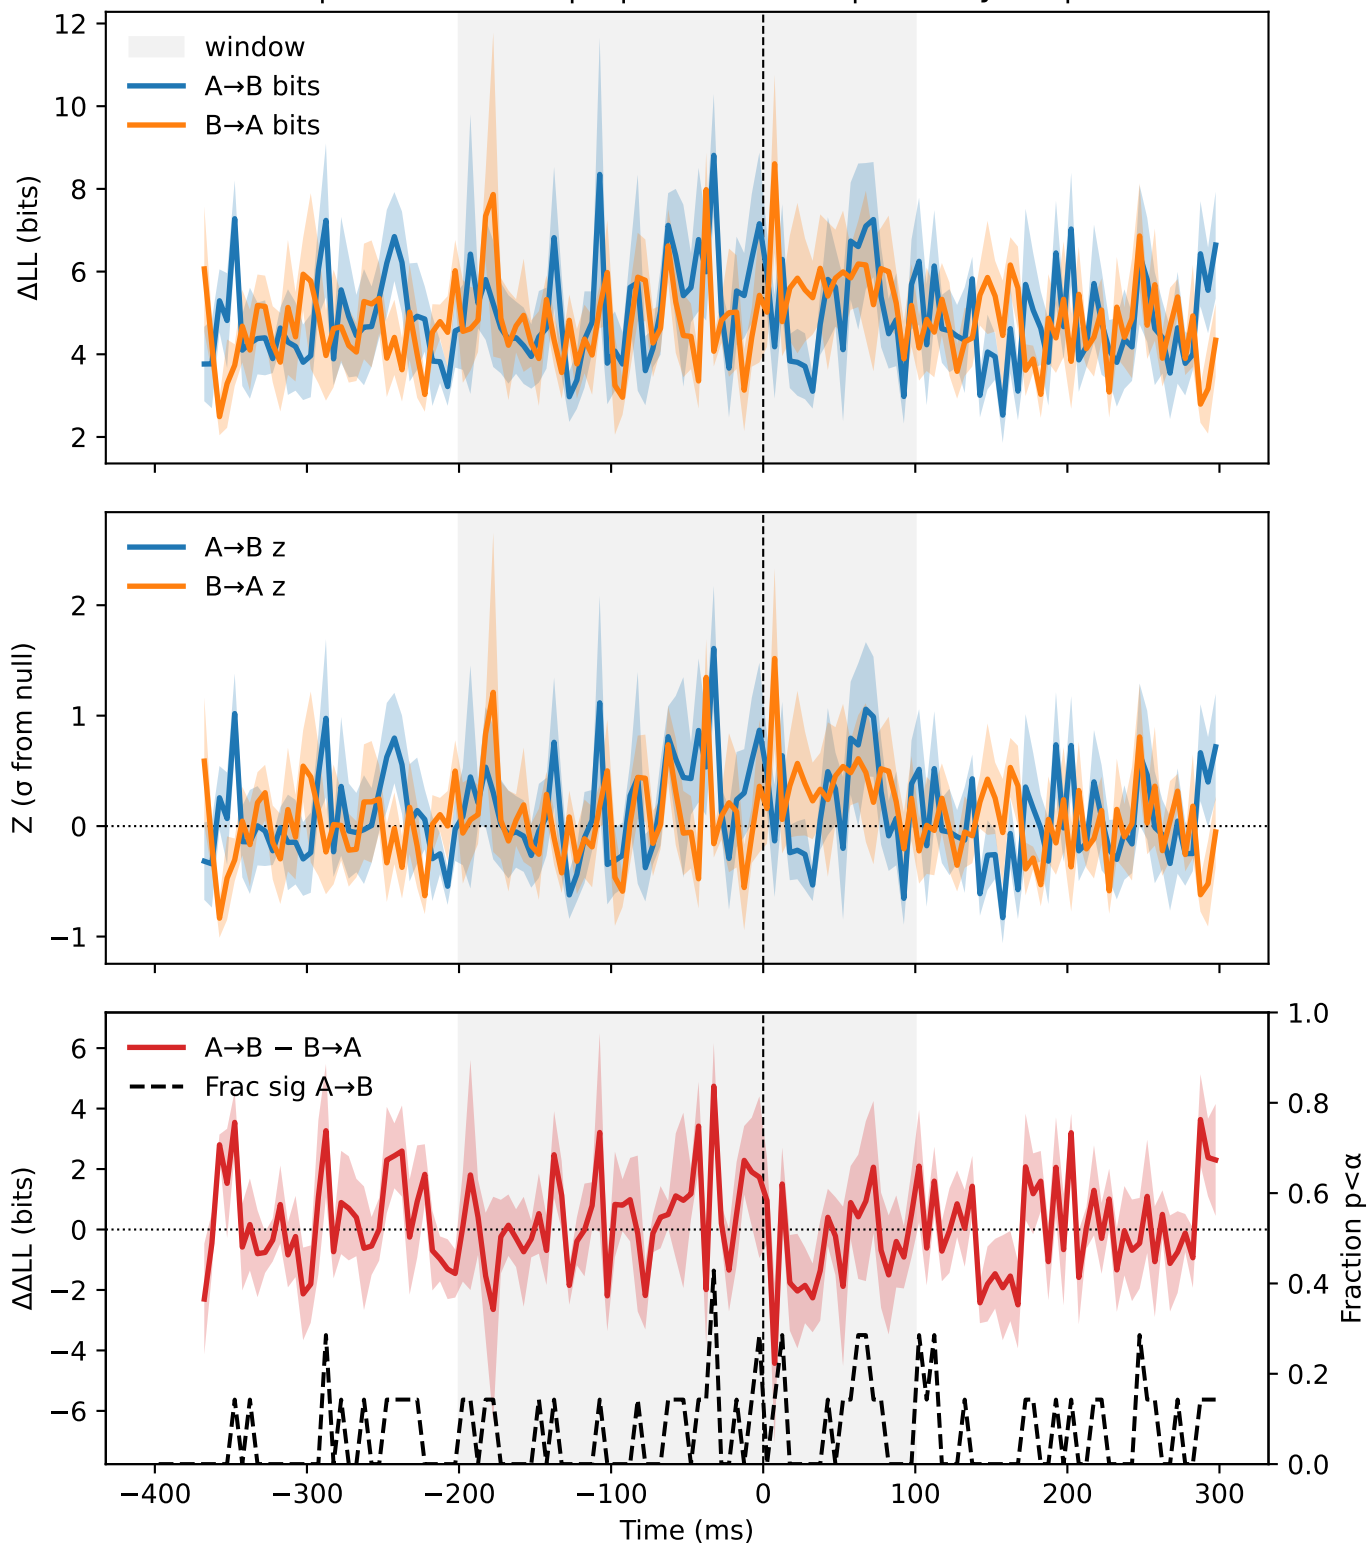 12
10
8
6
4
2
ΔLL (bits)
window
A→B bits
B→A bits
2
1
0
−1
Z (σ from null)
A→B z
B→A z
6
4
2
0
−2
−4
−6
ΔΔLL (bits)
A→B − B→A
Frac sig A→B
1.0
0.8
0.6
0.4
0.2
0.0
Fraction p<α
−400 −300 −200 −100 0 100 200 300
Time (ms)